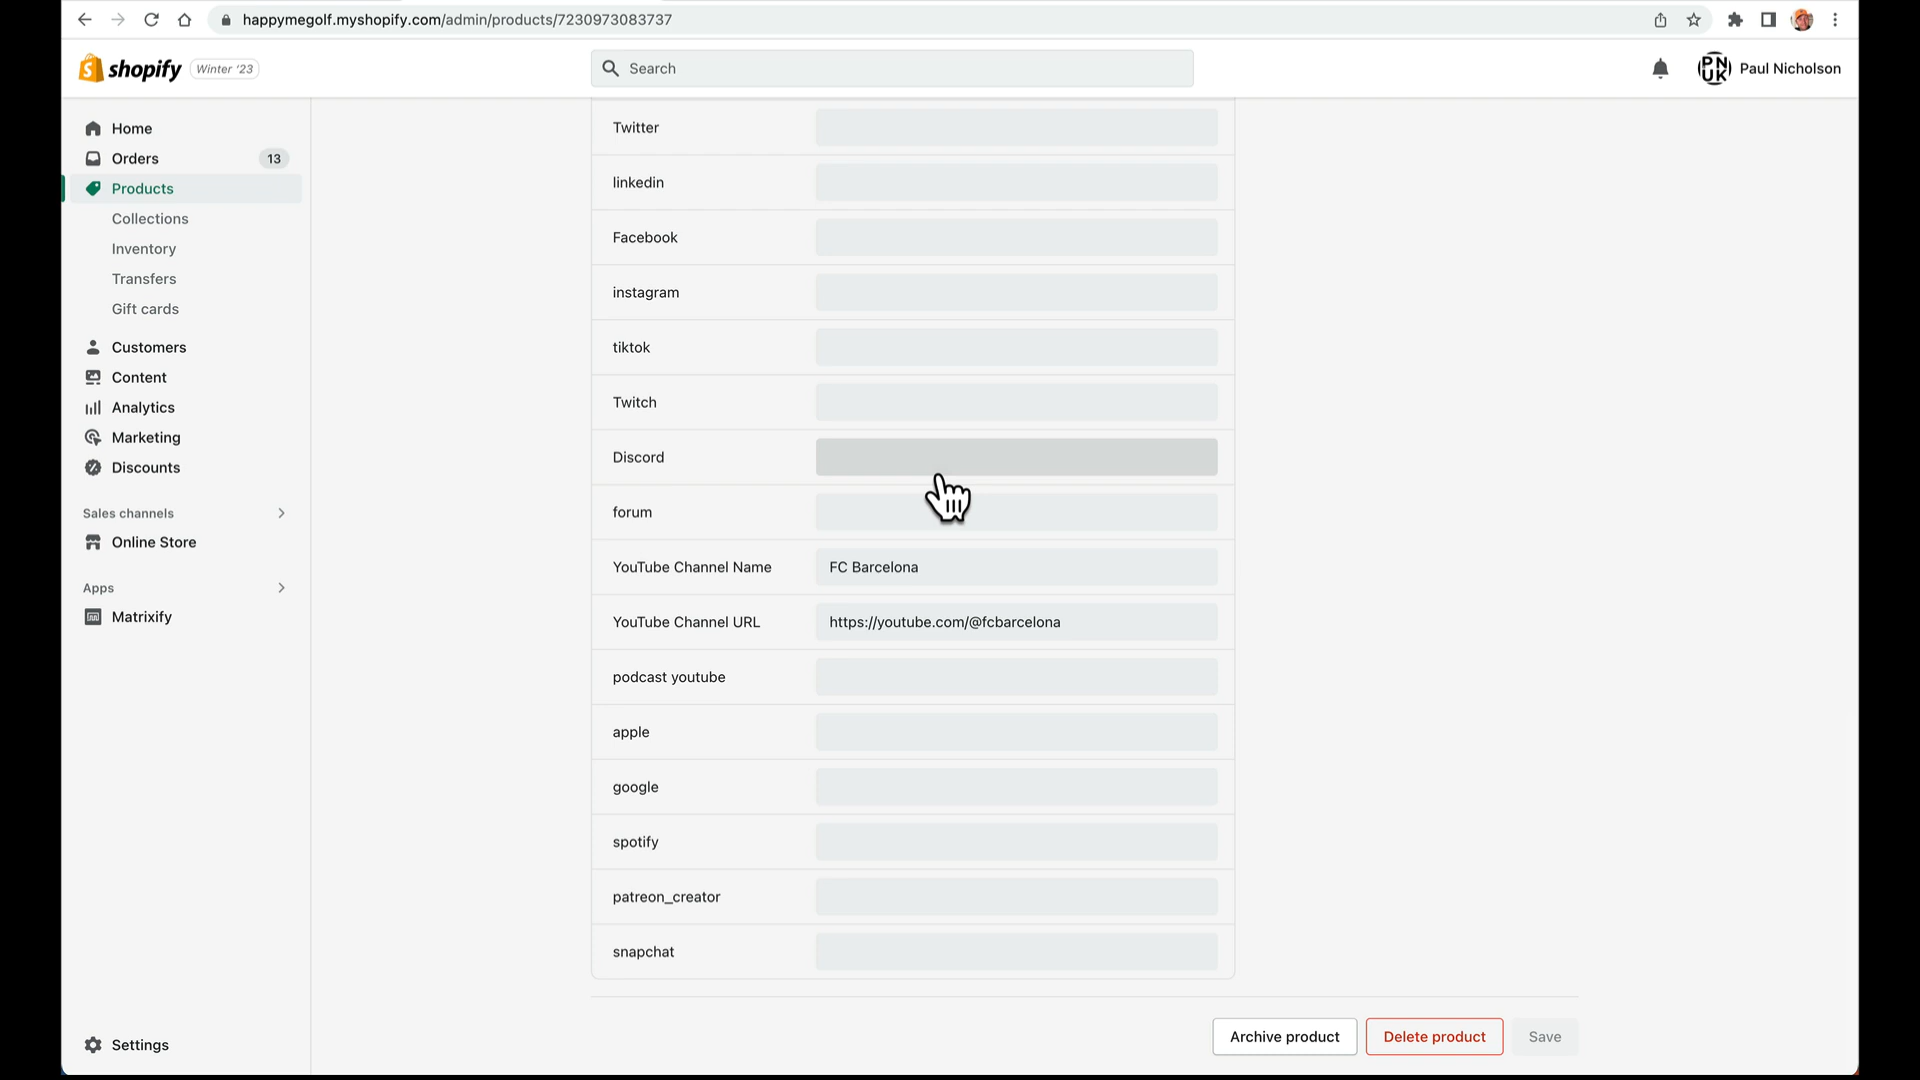 happymegolf.myshopify.com/admin/products/7230973083737
shopify Winter '23
Search
PN UK Paul Nicholson
Home
Orders 13
Products
Collections
Inventory
Transfers
Gift cards
Customers
Content
Analytics
Marketing
Discounts
Sales channels
Online Store
Apps
Matrixify
Settings
Twitter
linkedin
Facebook
instagram
tiktok
Twitch
Discord
forum
YouTube Channel Name FC Barcelona
YouTube Channel URL https://youtube.com/@fcbarcelona
podcast youtube
apple
google
spotify
patreon_creator
snapchat
Archive product Delete product Save